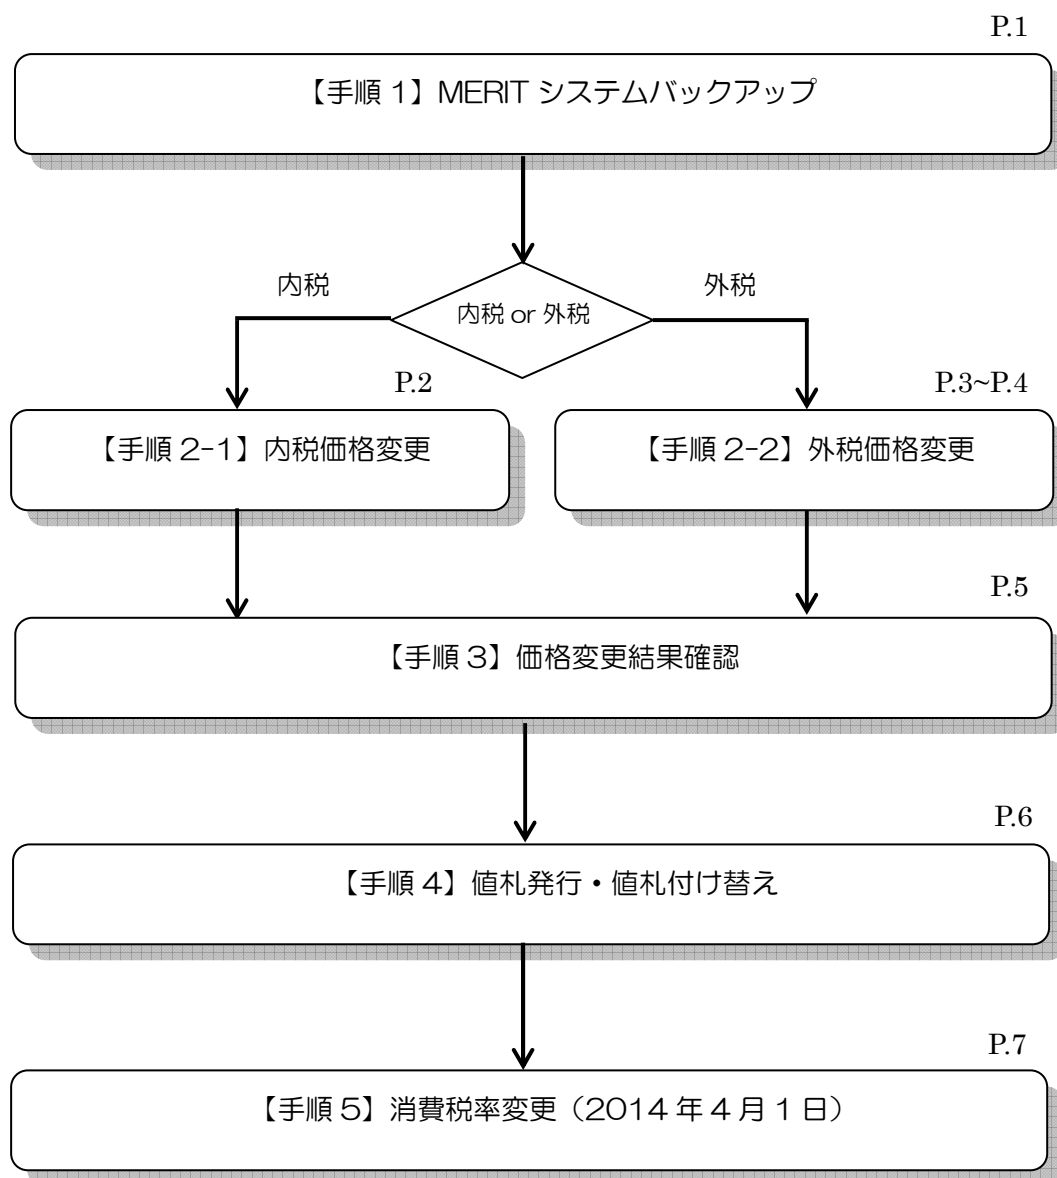 P.1
【手順 1】MERIT システムバックアップ
内税
外税
内税 or 外税
P.2
P.3~P.4
【手順 2-1】内税価格変更
【手順 2-2】外税価格変更
P.5
【手順 3】価格変更結果確認
P.6
【手順 4】値札発行・値札付け替え
P.7
【手順 5】消費税率変更（2014 年 4 月 1 日）